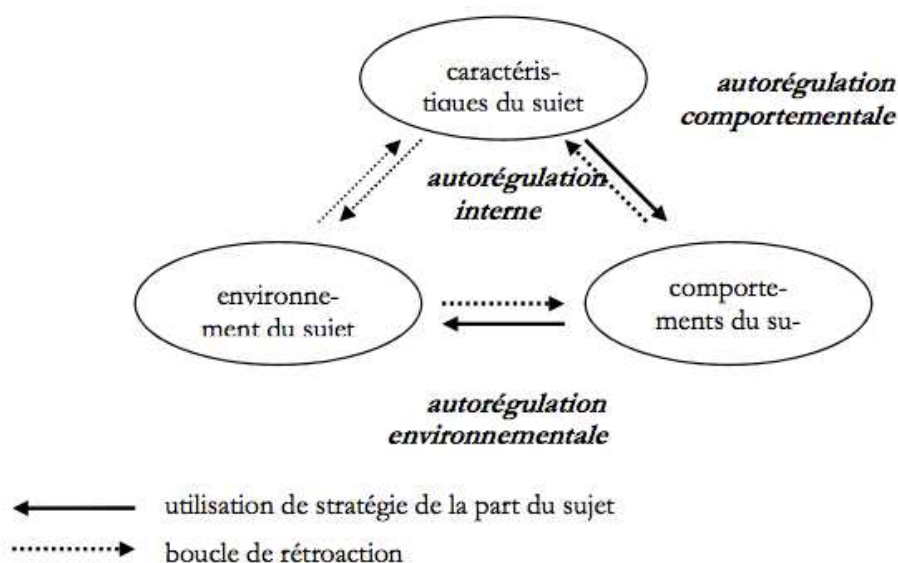 caractéris-
tiques du sujet
autorégulation
comportementale
autorégulation
interne
environne-
ment du sujet
comporte-
ments du su-
autorégulation
environnementale
utilisation de stratégie de la part du sujet
boucle de rétroaction